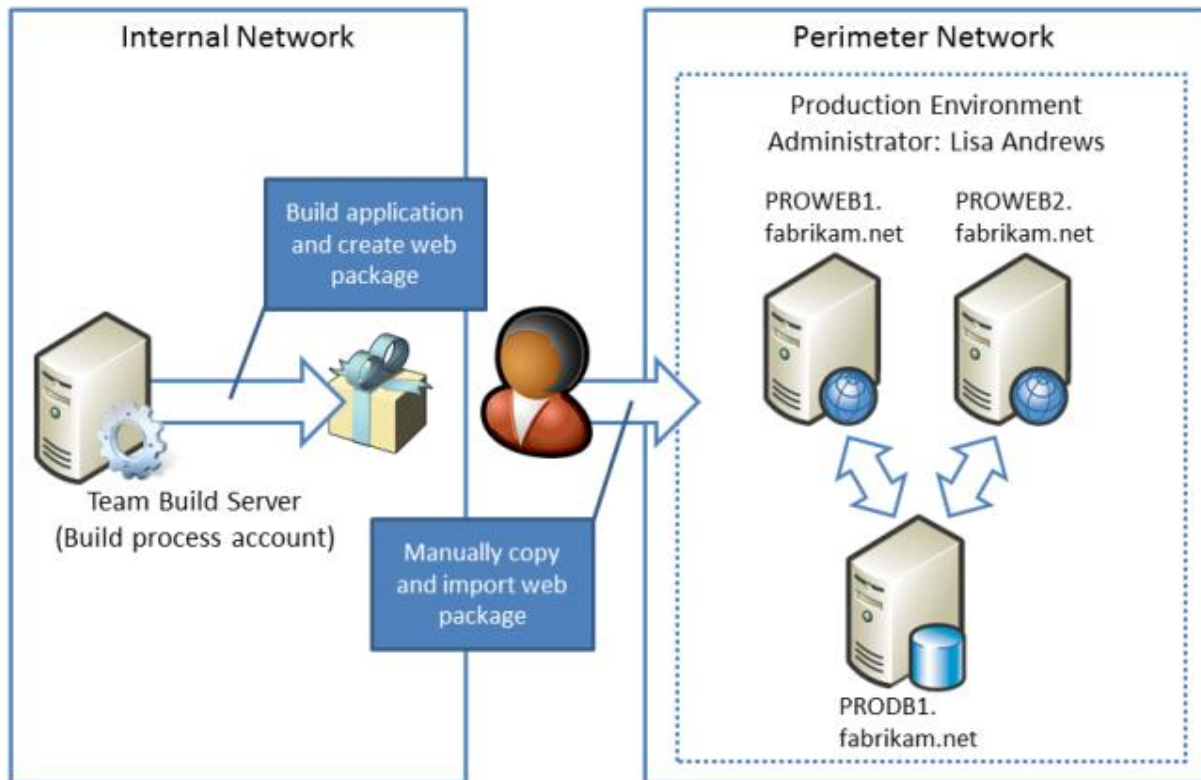 Internal Network
Build application
and create web
package
Team Build Server
(Build process account)
Manually copy
and import web
package
Perimeter Network
Production Environment
Administrator: Lisa Andrews
PROWEB1.
fabrikam.net
PROWEB2.
fabrikam.net
PRODB1.
fabrikam.net